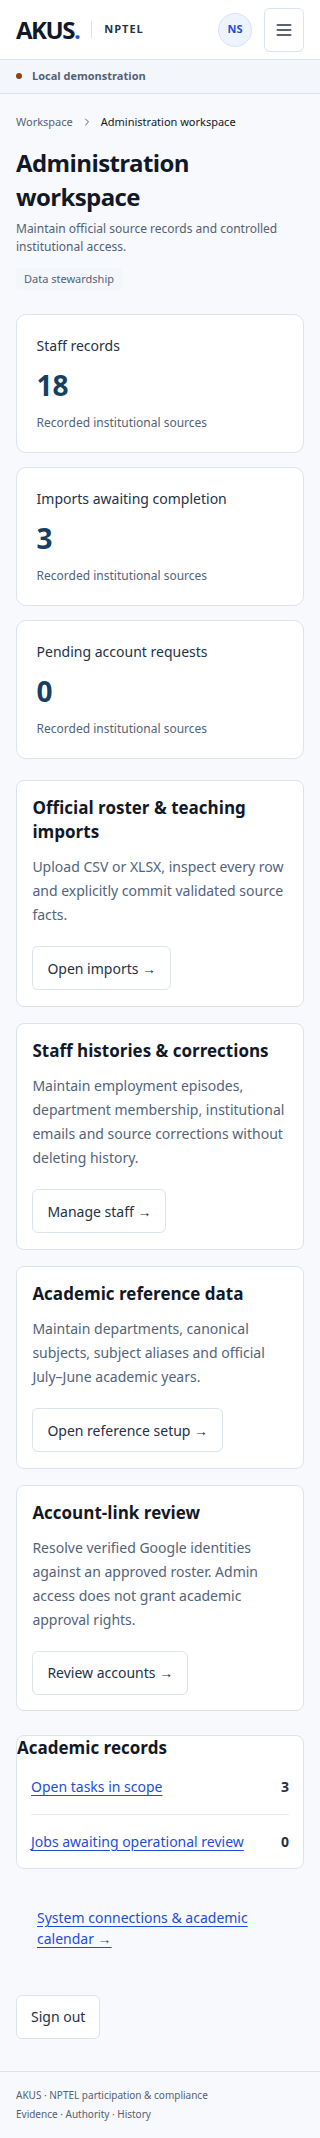 AKUS. NPTEL NS
Local demonstration
Workspace > Administration workspace
Administration
workspace
Maintain official source records and controlled
institutional access.
Data stewardship
Staff records
18
Recorded institutional sources
Imports awaiting completion
3
Recorded institutional sources
Pending account requests
0
Recorded institutional sources
Official roster & teaching
imports
Upload CSV or XLSX, inspect every row
and explicitly commit validated source
facts.
Open imports →
Staff histories & corrections
Maintain employment episodes,
department membership, institutional
emails and source corrections without
deleting history.
Manage staff →
Academic reference data
Maintain departments, canonical
subjects, subject aliases and official
July–June academic years.
Open reference setup →
Account-link review
Resolve verified Google identities
against an approved roster. Admin
access does not grant academic
approval rights.
Review accounts →
Academic records
Open tasks in scope 3
Jobs awaiting operational review 0
System connections & academic
calendar →
Sign out
AKUS · NPTEL participation & compliance
Evidence · Authority · History